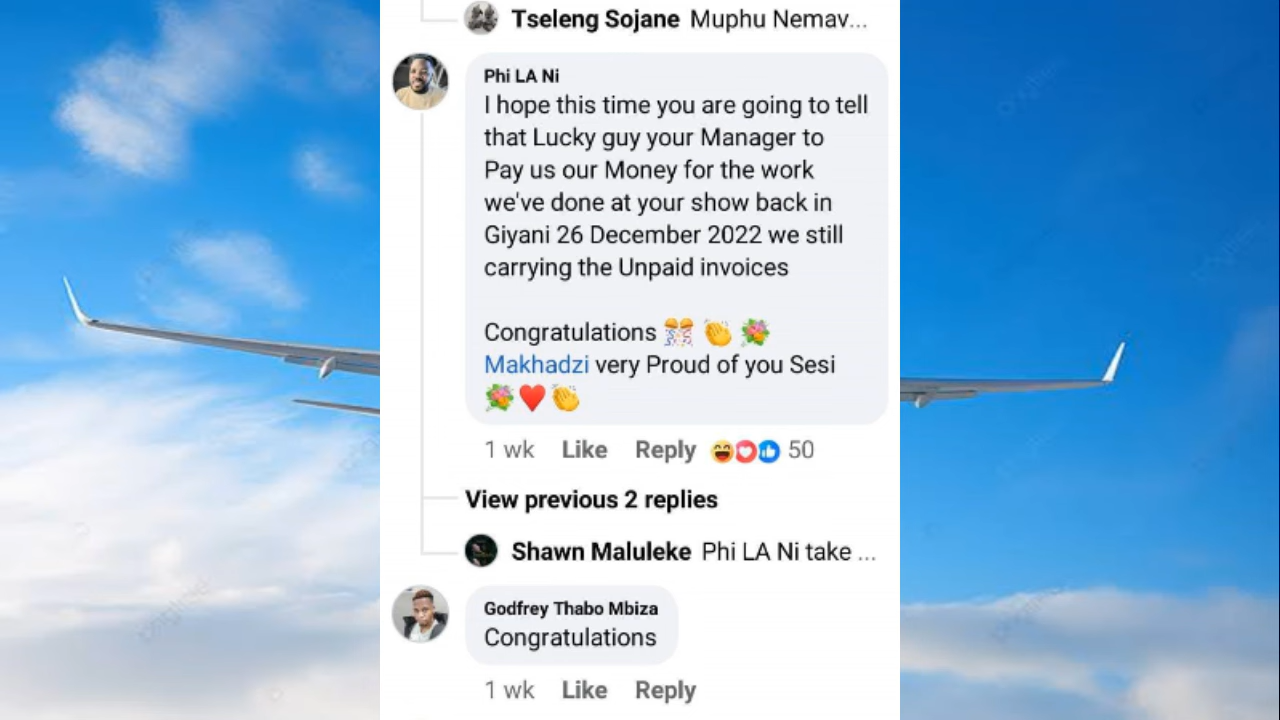 Tseleng Sojane Muphu Nemav...
Phi LA Ni
I hope this time you are going to tell
that Lucky guy your Manager to
Pay us our Money for the work
we've done at your show back in
Giyani 26 December 2022 we still
carrying the Unpaid invoices
Congratulations 🎊 👏 💐
Makhadzi very Proud of you Sesi
💐♥️👏
1 wk Like Reply 50
View previous 2 replies
Shawn Maluleke Phi LA Ni take ...
Godfrey Thabo Mbiza
Congratulations
1 wk Like Reply